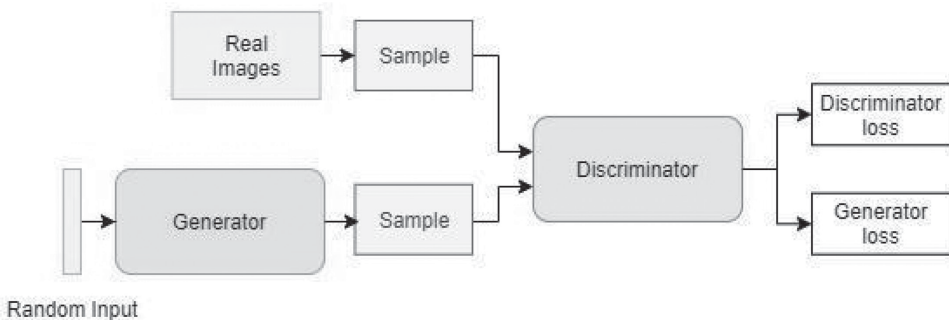 Real
Images
Sample
Discriminator
loss
Discriminator
Generator
Sample
Generator
loss
Random Input